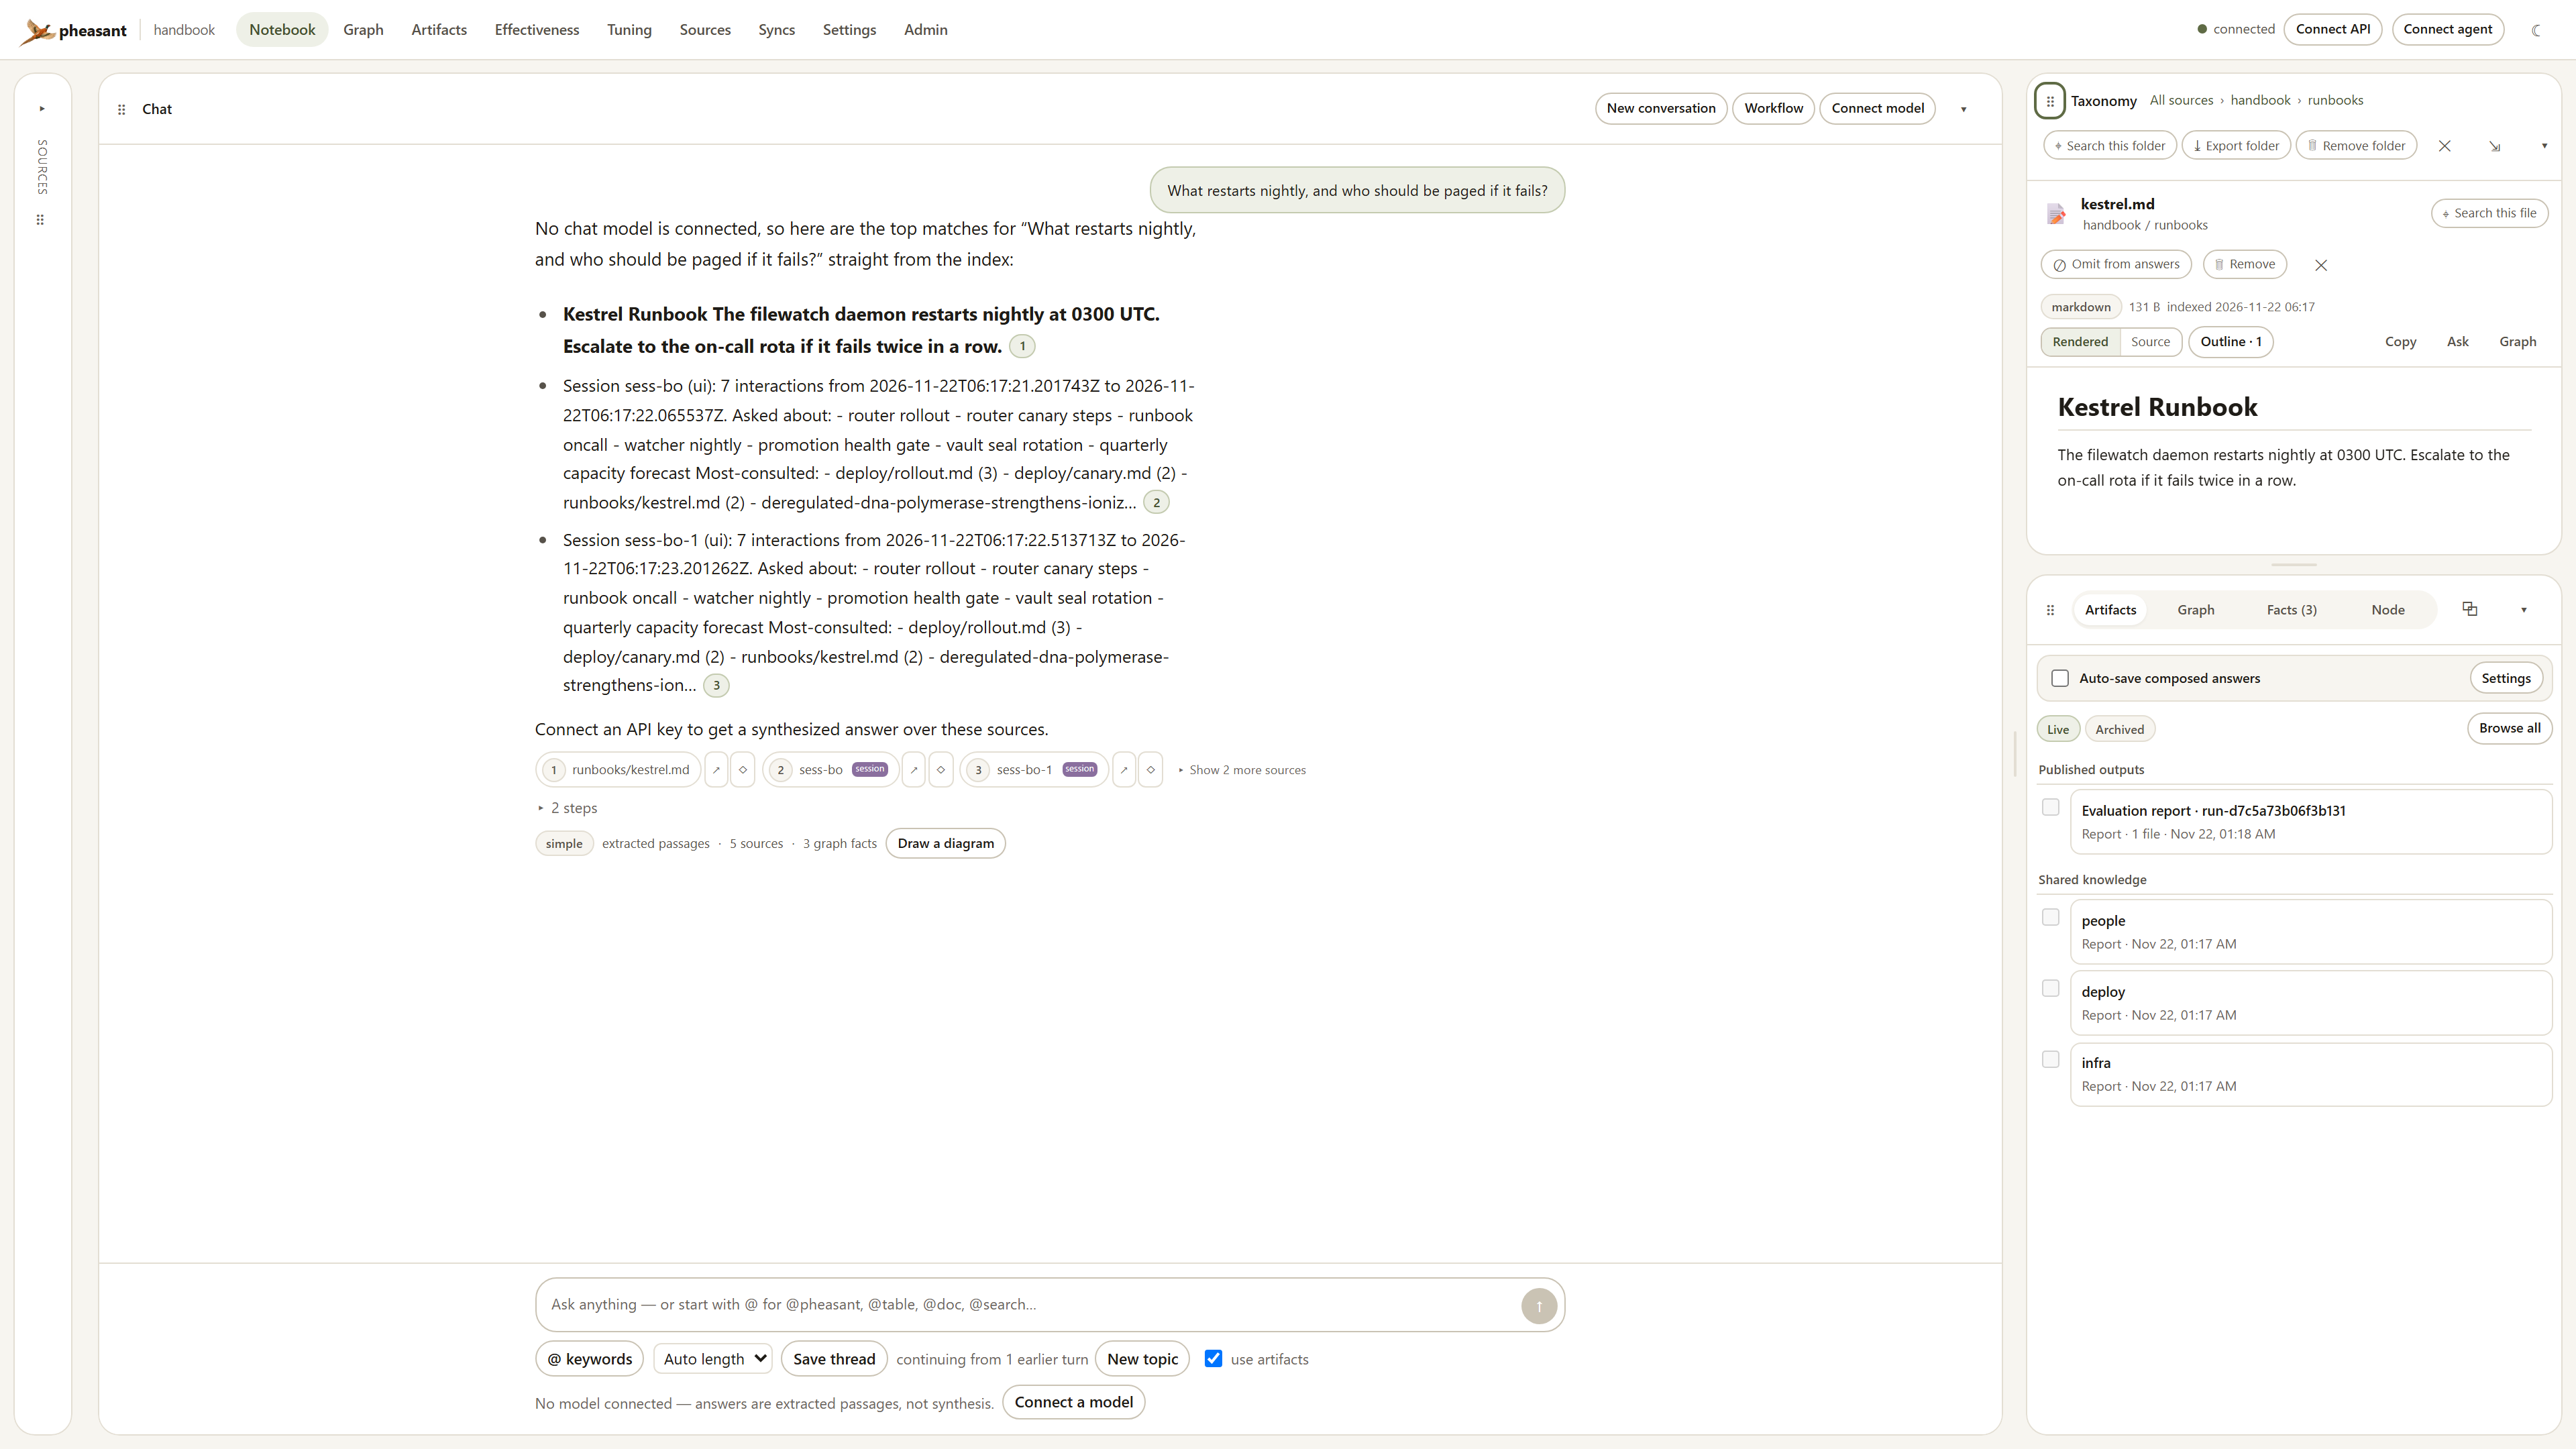 pheasant
handbook
Notebook
Graph
Artifacts
Effectiveness
Tuning
Sources
Syncs
Settings
Admin
connected
Connect API
Connect agent
SOURCES
Chat
New conversation
Workflow
Connect model
What restarts nightly, and who should be paged if it fails?
No chat model is connected, so here are the top matches for “What restarts nightly,
and who should be paged if it fails?” straight from the index:
Kestrel Runbook The filewatch daemon restarts nightly at 0300 UTC.
Escalate to the on-call rota if it fails twice in a row. 1
Session sess-bo (ui): 7 interactions from 2026-11-22T06:17:21.201743Z to 2026-11-
22T06:17:22.065537Z. Asked about: - router rollout - router canary steps - runbook
oncall - watcher nightly - promotion health gate - vault seal rotation - quarterly
capacity forecast Most-consulted: - deploy/rollout.md (3) - deploy/canary.md (2) -
runbooks/kestrel.md (2) - deregulated-dna-polymerase-strengthens-ioniz... 2
Session sess-bo-1 (ui): 7 interactions from 2026-11-22T06:17:22.513713Z to 2026-
11-22T06:17:23.201262Z. Asked about: - router rollout - router canary steps -
runbook oncall - watcher nightly - promotion health gate - vault seal rotation -
quarterly capacity forecast Most-consulted: - deploy/rollout.md (3) -
deploy/canary.md (2) - runbooks/kestrel.md (2) - deregulated-dna-polymerase-
strengthens-ion... 3
Connect an API key to get a synthesized answer over these sources.
1 runbooks/kestrel.md
2 sess-bo session
3 sess-bo-1 session
Show 2 more sources
2 steps
simple extracted passages · 5 sources · 3 graph facts Draw a diagram
Ask anything — or start with @ for @pheasant, @table, @doc, @search...
@ keywords
Auto length
Save thread
continuing from 1 earlier turn
New topic
use artifacts
No model connected — answers are extracted passages, not synthesis. Connect a model
Taxonomy All sources › handbook › runbooks
Search this folder
Export folder
Remove folder
kestrel.md
handbook / runbooks
Search this file
Omit from answers
Remove
markdown 131 B indexed 2026-11-22 06:17
Rendered
Source
Outline · 1
Copy
Ask
Graph
Kestrel Runbook
The filewatch daemon restarts nightly at 0300 UTC. Escalate to the
on-call rota if it fails twice in a row.
Artifacts
Graph
Facts (3)
Node
Auto-save composed answers
Settings
Live
Archived
Browse all
Published outputs
Evaluation report · run-d7c5a73b06f3b131
Report · 1 file · Nov 22, 01:18 AM
Shared knowledge
people
Report · Nov 22, 01:17 AM
deploy
Report · Nov 22, 01:17 AM
infra
Report · Nov 22, 01:17 AM